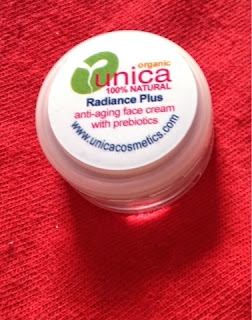 organic
unica
100% NATURAL
Radiance Plus
anti-aging face cream
with prebiotics
www.unicacosmetics.com